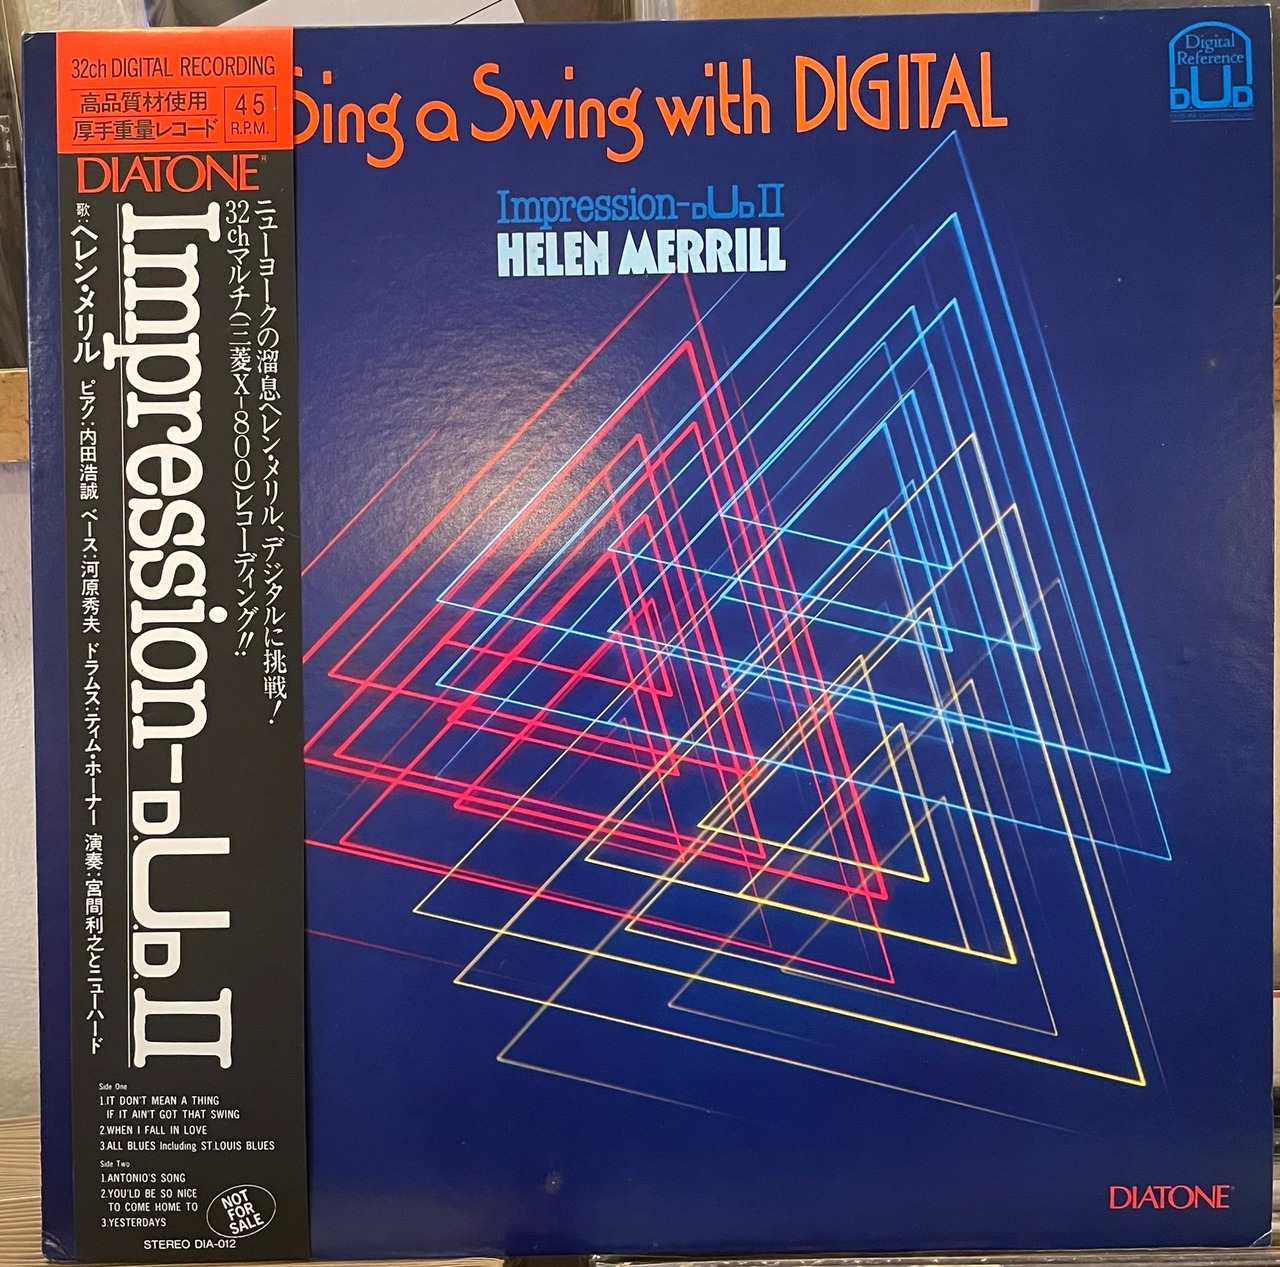 32ch DIGITAL RECORDING
高品質材使用
厚手重量レコード
45
R.P.M.
DIATONE
ニューヨークの溜息ヘレン・メリル、デジタルに挑戦！
32chマルチ(三菱X-800)レコーディング!!
Impression-D.U.D. II
歌:ヘレン・メリル ピアノ:内田浩誠 ベース:河原秀夫 ドラムス:ティム・ホーナー 演奏:宮間利之とニューハード
Side One
1.IT DON'T MEAN A THING
IF IT AIN'T GOT THAT SWING
2.WHEN I FALL IN LOVE
3.ALL BLUES Including ST.LOUIS BLUES
Side Two
1.ANTONIO'S SONG
2.YOU'LD BE SO NICE
TO COME HOME TO
3.YESTERDAYS
NOT
FOR
SALE
STEREO DIA-012
Sing a Swing with DIGITAL
Impression-DUD II
HELEN MERRILL
Digital
Reference
DUD
DIATONE